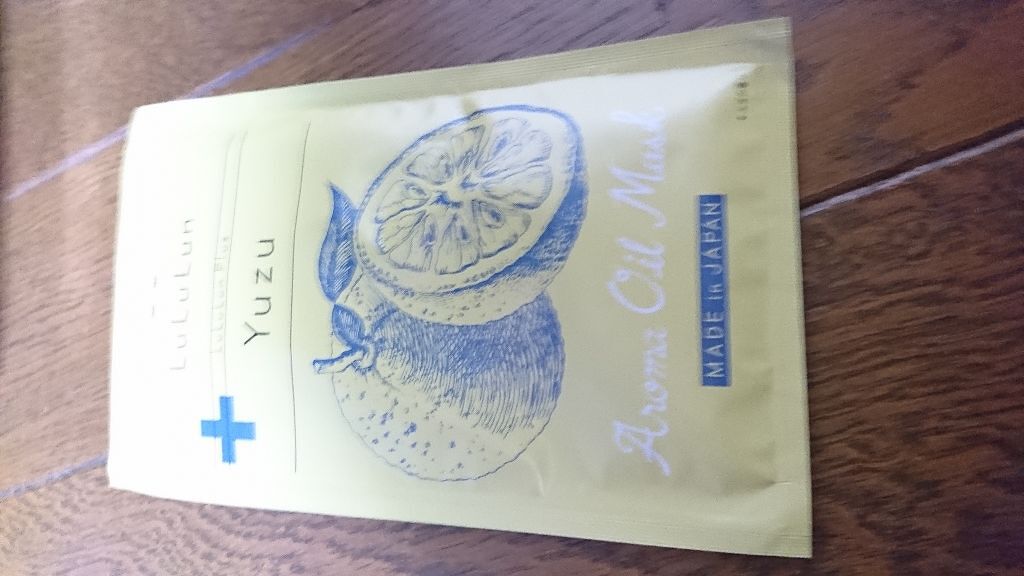 LuLuLun
Yuzu
Aroma Oil Mask
MADE in JAPAN